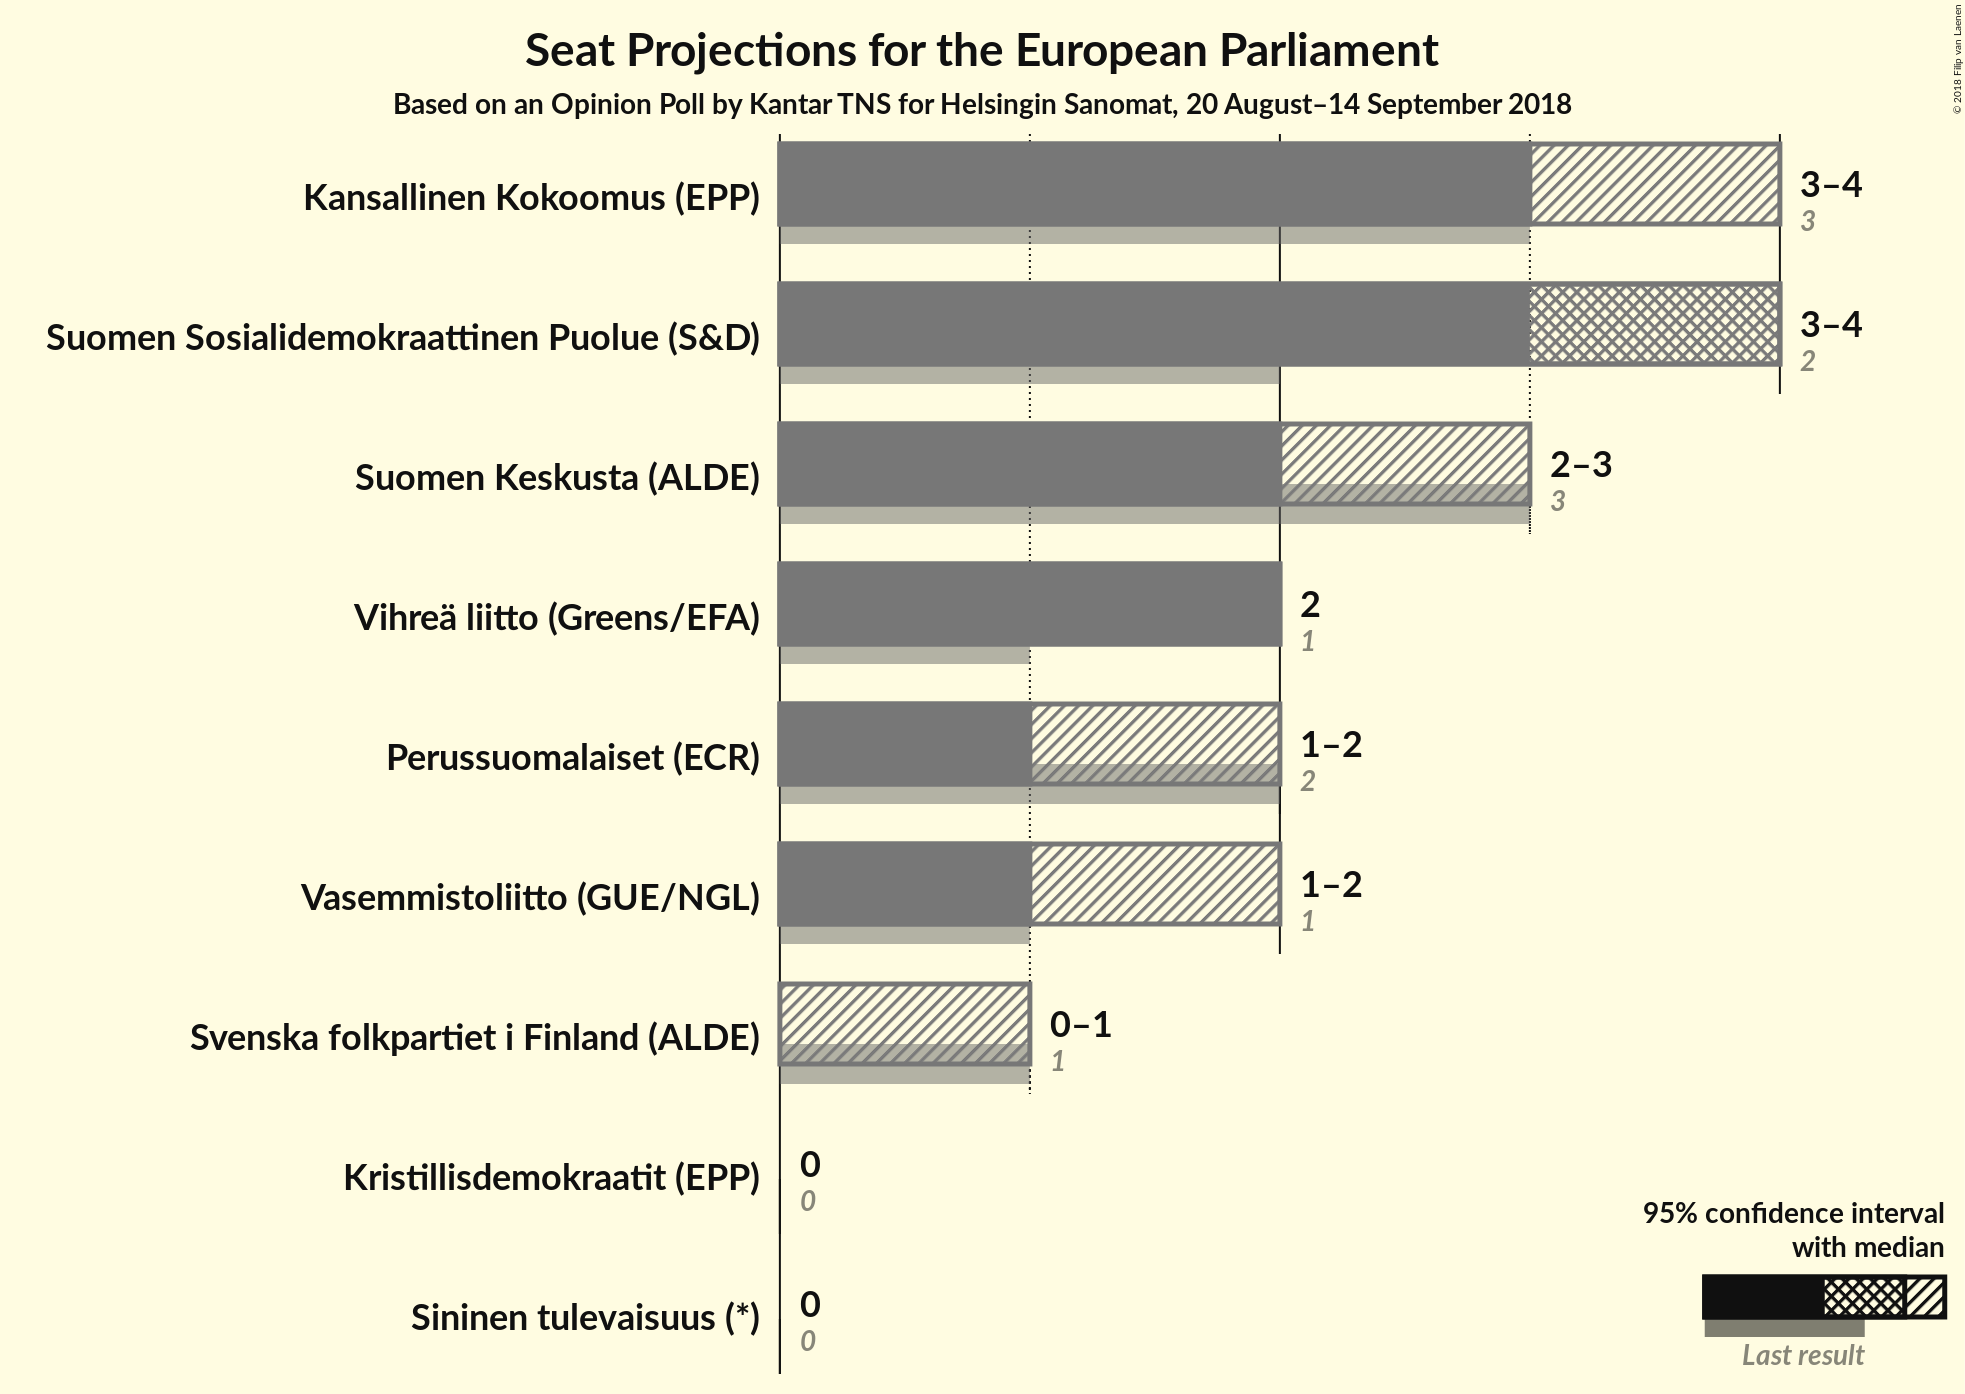 Seat Projections for the European Parliament
Based on an Opinion Poll by Kantar TNS for Helsingin Sanomat, 20 August–14 September 2018
© 2018 Filip van Laenen
Kansallinen Kokoomus (EPP)
3–4
3
Suomen Sosialidemokraattinen Puolue (S&D)
3–4
2
Suomen Keskusta (ALDE)
2–3
3
Vihreä liitto (Greens/EFA)
2
1
Perussuomalaiset (ECR)
1–2
2
Vasemmistoliitto (GUE/NGL)
1–2
1
Svenska folkpartiet i Finland (ALDE)
0–1
1
Kristillisdemokraatit (EPP)
0
0
Sininen tulevaisuus (*)
0
0
95% confidence interval
with median
Last result